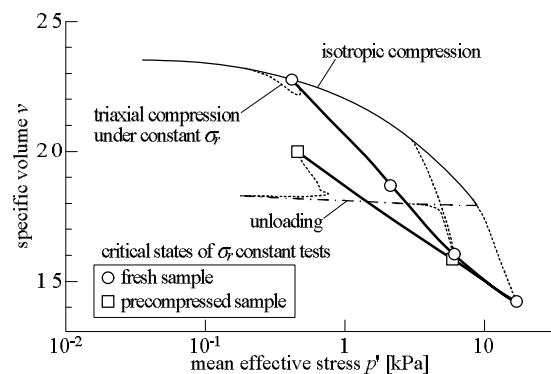 2 5
isotropic compression
triaxial compression
under constant σr
2 0
specific volume v
unloading
critical states of σr constant tests
fresh sample
precompressed sample
1 5
10-2
10-1
1
10
mean effective stress p' [kPa]